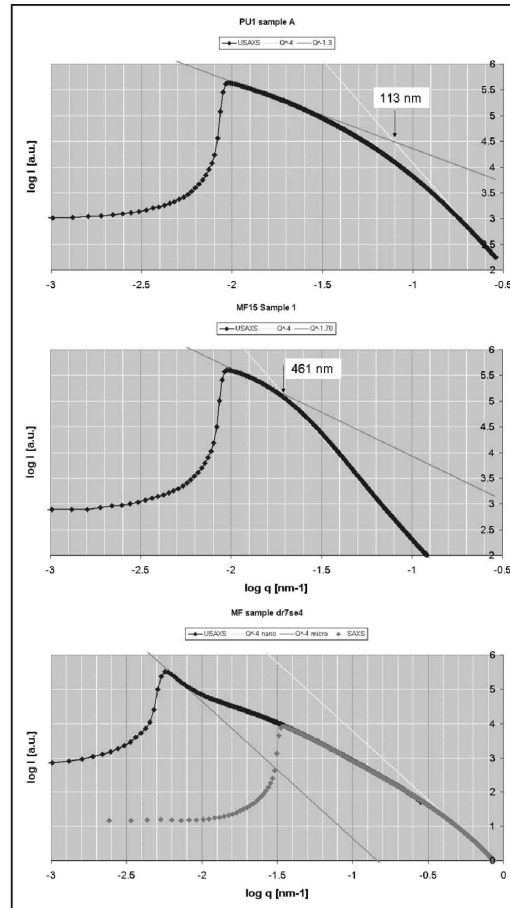 PU1 sample A
USAXS Q^-4 Q^-1.3
113 nm
log I [a.u.]
6
5.5
5
4.5
4
3.5
3
2.5
2
-3 -2.5 -2 -1.5 -1 -0.5
MF15 Sample 1
USAXS Q^-4 Q^-1.70
461 nm
log I [a.u.]
6
5.5
5
4.5
4
3.5
3
2.5
2
-3 -2.5 -2 -1.5 -1 -0.5
log q [nm-1]
MF sample dr7se4
USAXS Q^-4 nano Q^-4 micro SAXS
log I [a.u.]
6
5
4
3
2
1
0
-3 -2.5 -2 -1.5 -1 -0.5 0
log q [nm-1]